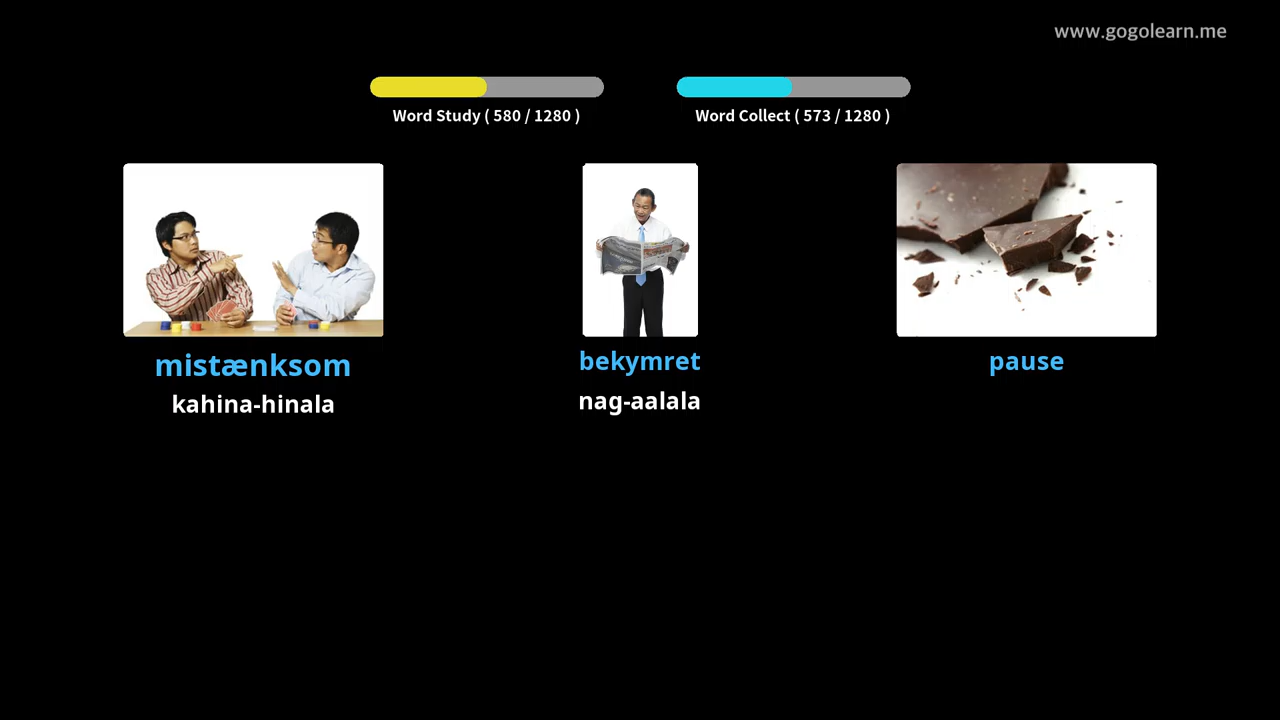 www.gogolearn.me
Word Study ( 580 / 1280 )
Word Collect ( 573 / 1280 )
mistænksom
kahina-hinala
bekymret
nag-aalala
pause